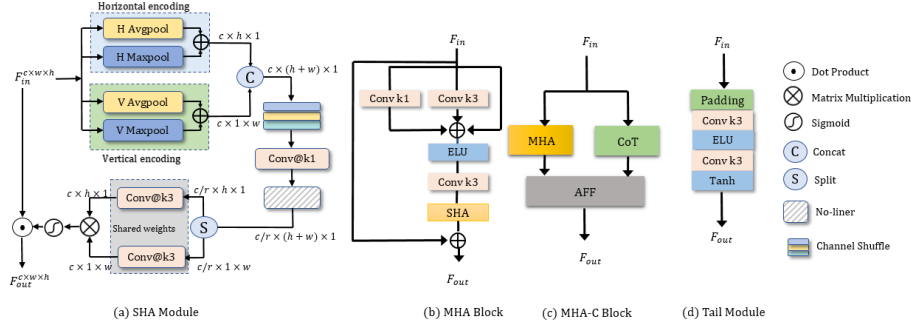 Horizontal encoding
H Avgpool
H Maxpool
c × h × 1
F_in^{c×w×h}
C
c × (h + w) × 1
V Avgpool
V Maxpool
c × 1 × w
Vertical encoding
Conv@k1
No-liner
c/r × (h + w) × 1
S
c/r × h × 1
c/r × 1 × w
Conv@k3
Shared weights
Conv@k3
c × h × 1
c × 1 × w
F_out^{c×w×h}
(a) SHA Module
F_in
Conv k1
Conv k3
ELU
Conv k3
SHA
F_out
(b) MHA Block
F_in
MHA
CoT
AFF
F_out
(c) MHA-C Block
F_in
Padding
Conv k3
ELU
Conv k3
Tanh
F_out
(d) Tail Module
Dot Product
Matrix Multiplication
Sigmoid
C
Concat
S
Split
No-liner
Channel Shuffle